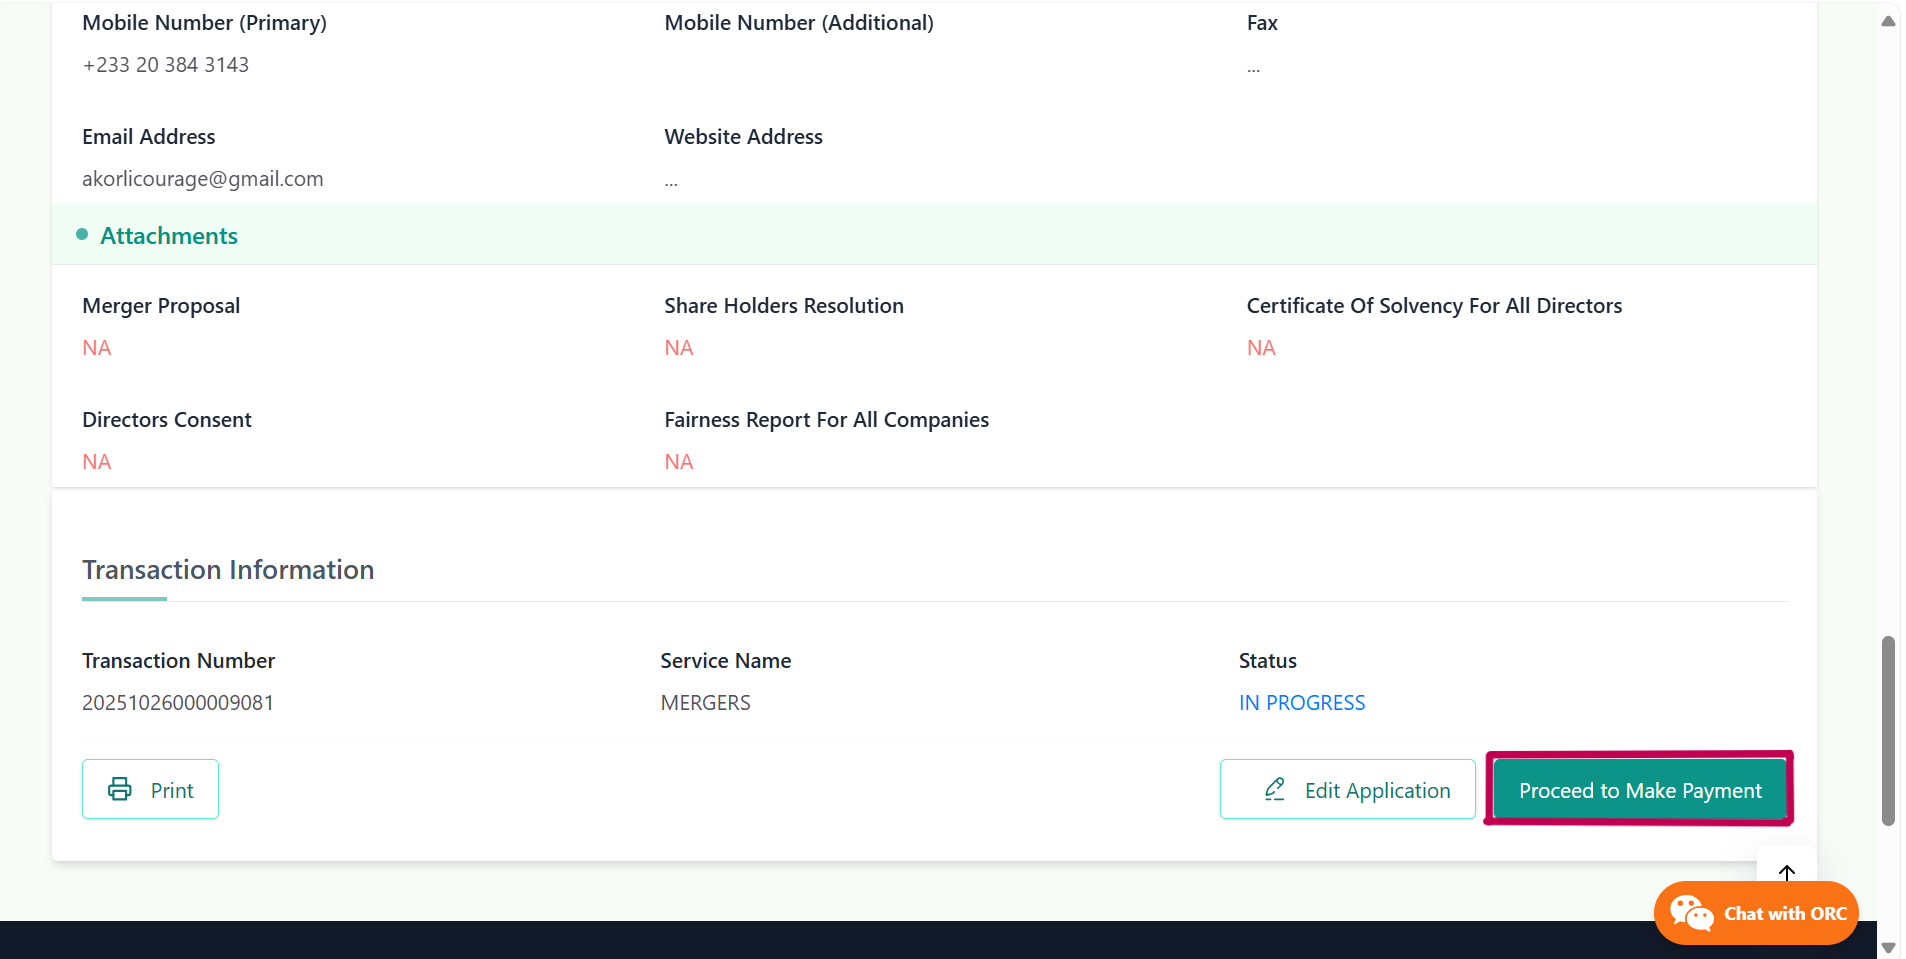 Mobile Number (Primary)
Mobile Number (Additional)
Fax
+233 20 384 3143
...
Email Address
Website Address
akorlicourage@gmail.com
...
Attachments
Merger Proposal
Share Holders Resolution
Certificate Of Solvency For All Directors
NA
NA
NA
Directors Consent
Fairness Report For All Companies
NA
NA
Transaction Information
Transaction Number
Service Name
Status
20251026000009081
MERGERS
IN PROGRESS
Print
Edit Application
Proceed to Make Payment
Chat with ORC